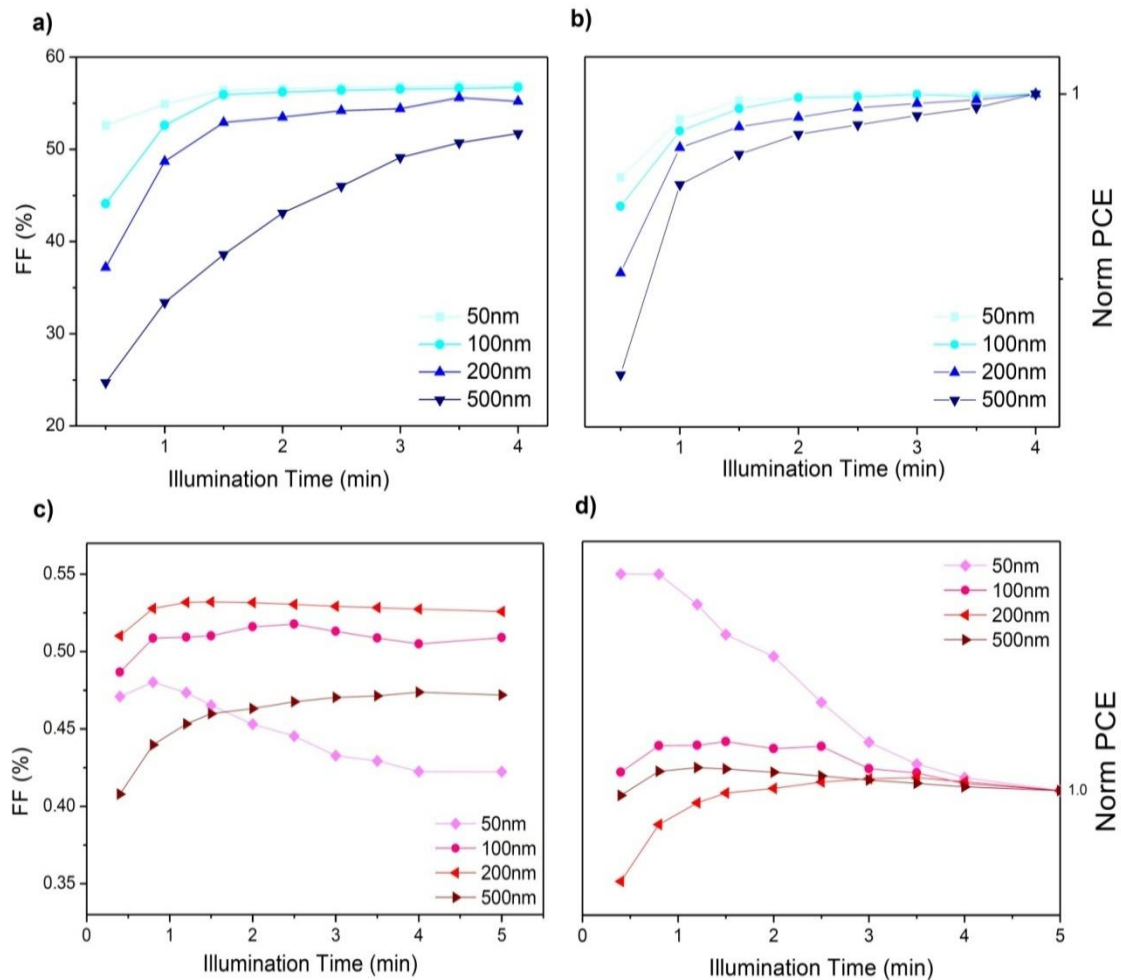 a)
60
50
40
30
20
FF (%)
1
2
3
4
Illumination Time (min)
50nm
100nm
200nm
500nm
b)
1
Norm PCE
1
2
3
4
Illumination Time (min)
50nm
100nm
200nm
500nm
c)
0.55
0.50
0.45
0.40
0.35
FF (%)
0
1
2
3
4
5
Illumination Time (min)
50nm
100nm
200nm
500nm
d)
1.0
Norm PCE
0
1
2
3
4
5
Illumination Time (min)
50nm
100nm
200nm
500nm